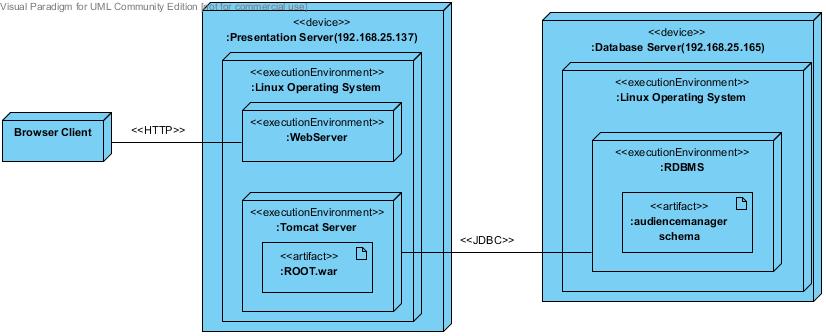 Visual Paradigm for UML Community Edition [not for commercial use]
<<device>>
:Presentation Server(192.168.25.137)
<<executionEnvironment>>
:Linux Operating System
<<executionEnvironment>>
:WebServer
<<executionEnvironment>>
:Tomcat Server
<<artifact>>
:ROOT.war
Browser Client
<<HTTP>>
<<JDBC>>
<<device>>
:Database Server(192.168.25.165)
<<executionEnvironment>>
:Linux Operating System
<<executionEnvironment>>
:RDBMS
<<artifact>>
:audiencemanager
schema